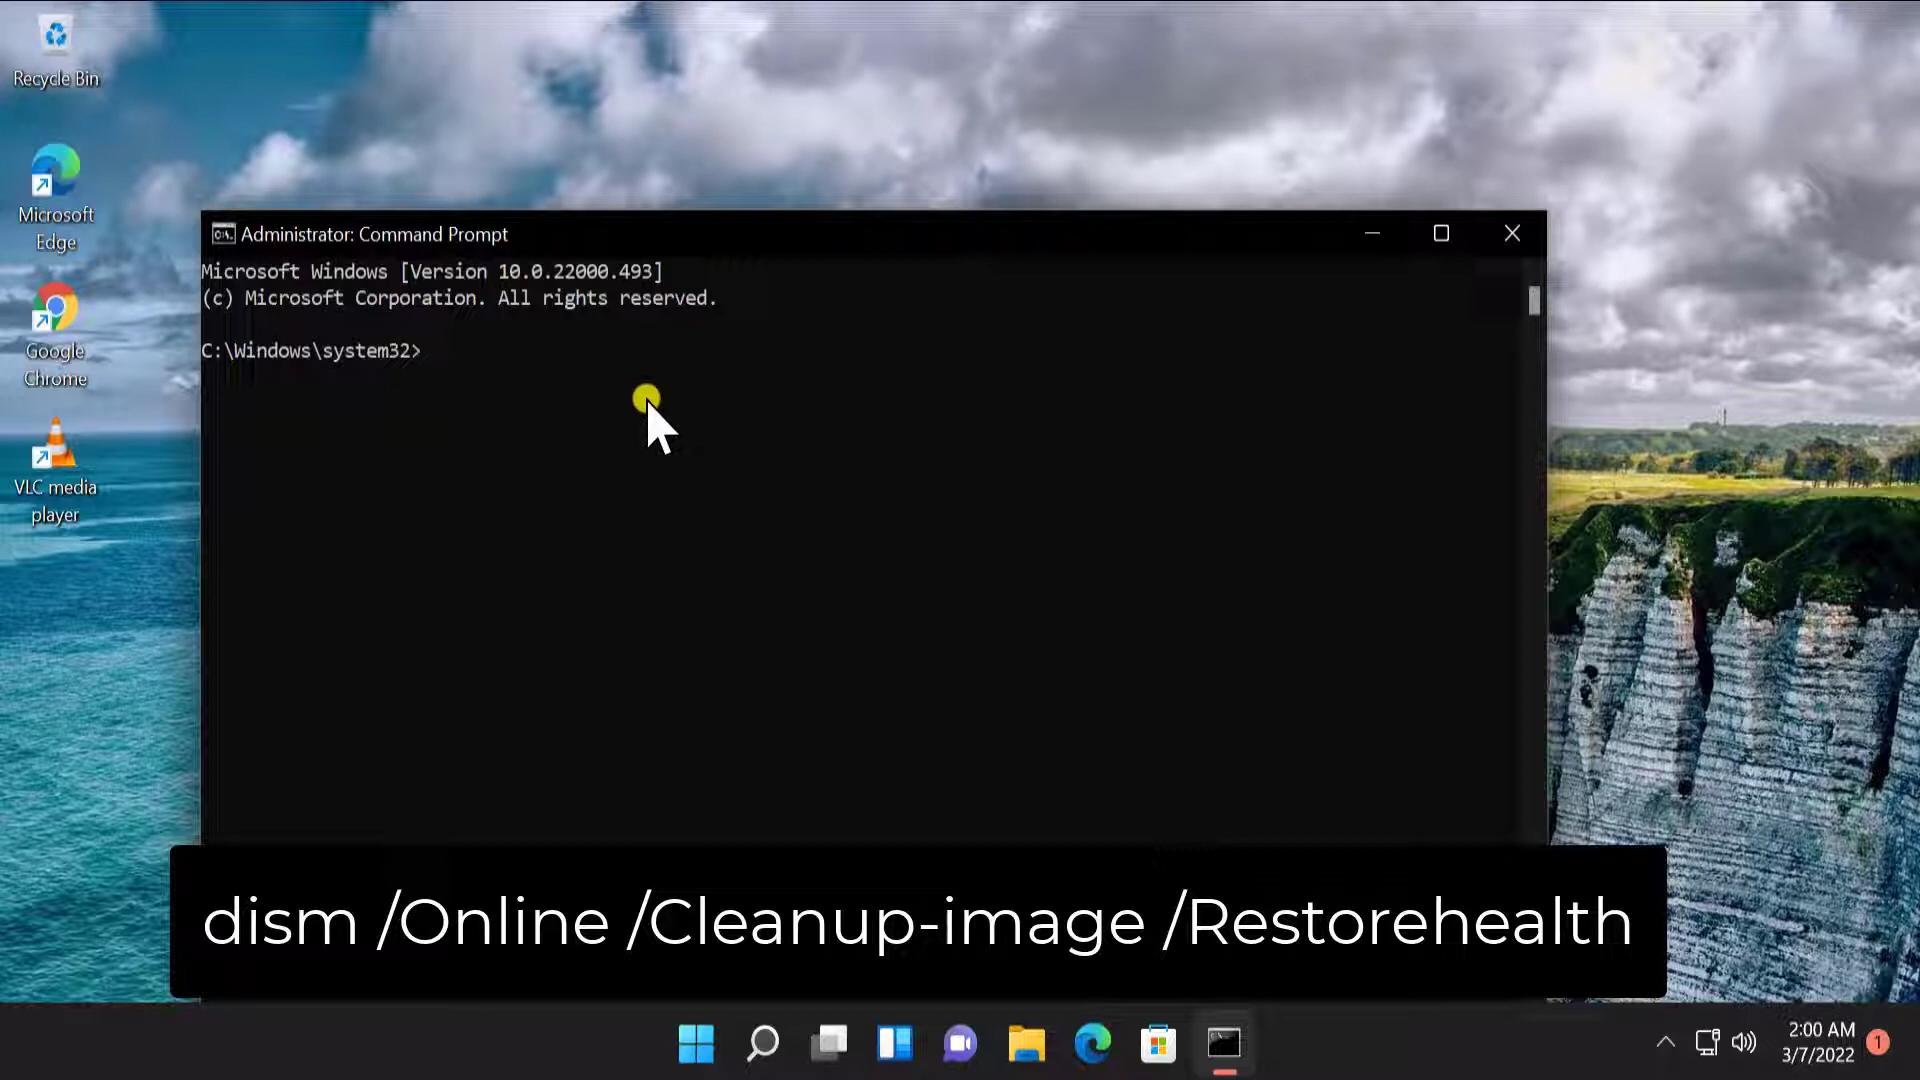 Recycle Bin
Microsoft
Edge
Google
Chrome
VLC media
player
Administrator: Command Prompt
Microsoft Windows [Version 10.0.22000.493]
(c) Microsoft Corporation. All rights reserved.
C:\Windows\system32>
dism /Online /Cleanup-image /Restorehealth
2:00 AM
3/7/2022
1